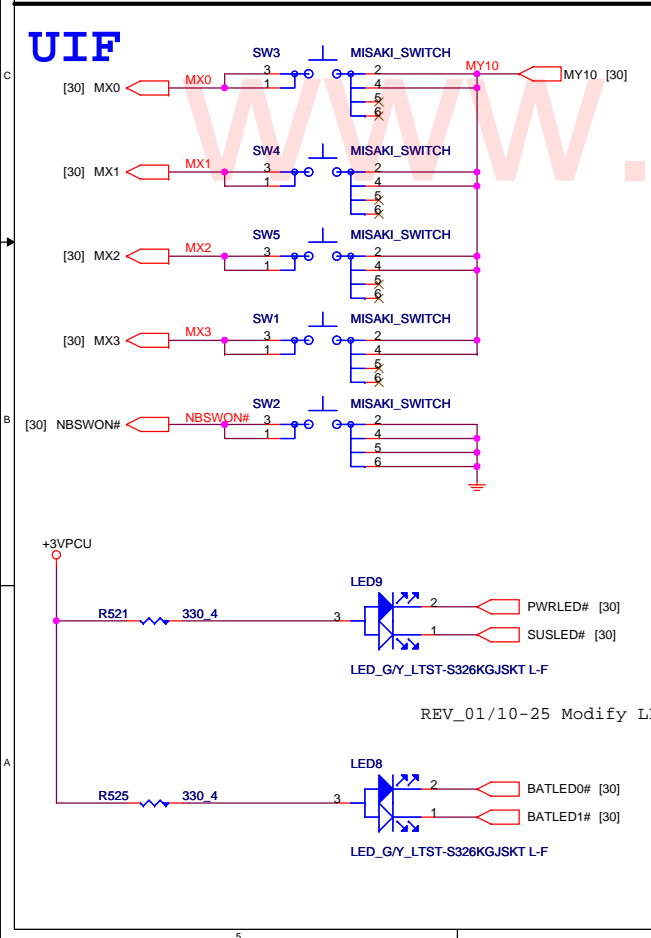 UIF
SW3 MISAKI_SWITCH
C
[30] MX0 MX0 3 1 2 4 5 6 MY10 MY10 [30]
www.
SW4 MISAKI_SWITCH
[30] MX1 MX1 3 1 2 4 5 6
SW5 MISAKI_SWITCH
[30] MX2 MX2 3 1 2 4 5 6
SW1 MISAKI_SWITCH
[30] MX3 MX3 3 1 2 4 5 6
SW2 MISAKI_SWITCH
B
[30] NBSWON# NBSWON# 3 1 2 4 5 6
+3VPCU
LED9
R521 330_4 3 2 PWRLED# [30]
1 SUSLED# [30]
LED_G/Y_LTST-S326KGJSKT L-F
REV_01/10-25 Modify
A
LED8
R525 330_4 3 2 BATLED0# [30]
1 BATLED1# [30]
LED_G/Y_LTST-S326KGJSKT L-F
5